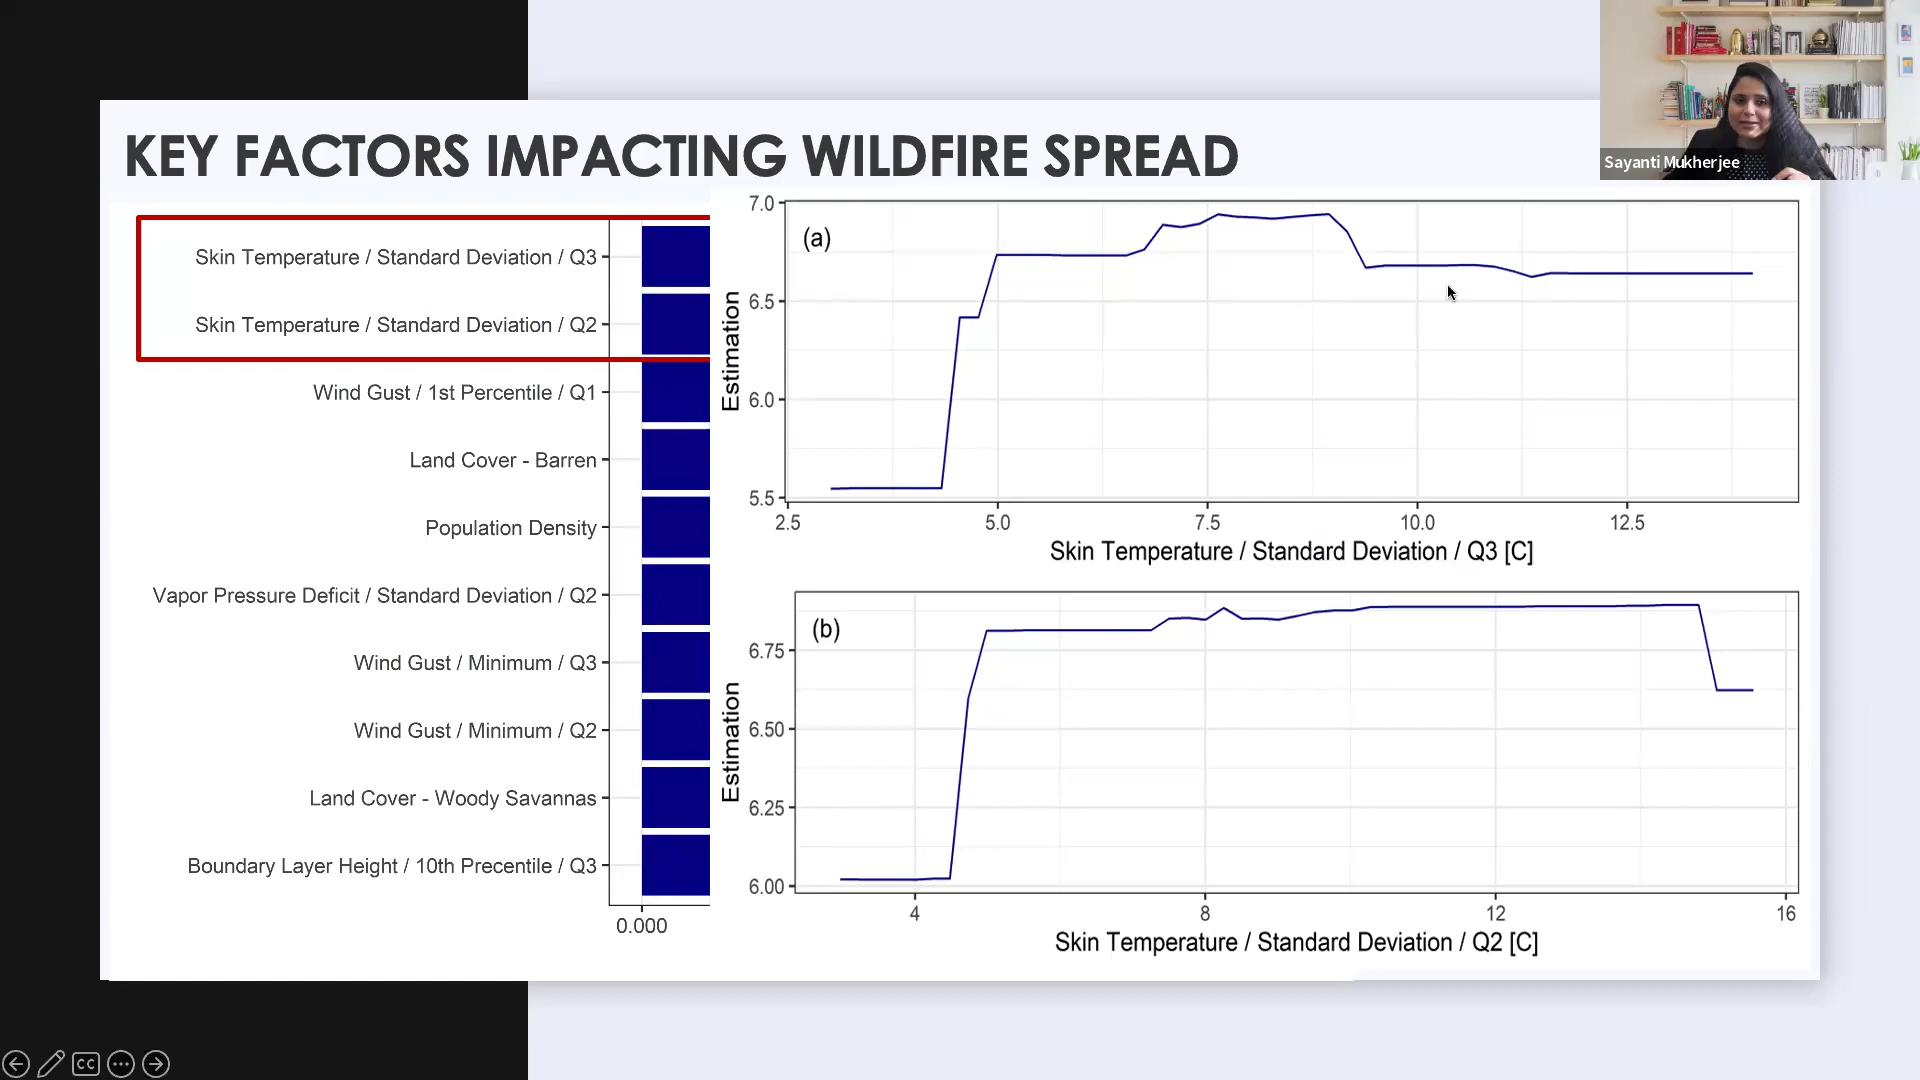 KEY FACTORS IMPACTING WILDFIRE SPREAD
Sayanti Mukherjee
Skin Temperature / Standard Deviation / Q3
Skin Temperature / Standard Deviation / Q2
Wind Gust / 1st Percentile / Q1
Land Cover - Barren
Population Density
Vapor Pressure Deficit / Standard Deviation / Q2
Wind Gust / Minimum / Q3
Wind Gust / Minimum / Q2
Land Cover - Woody Savannas
Boundary Layer Height / 10th Precentile / Q3
0.000
(a)
Estimation
7.0
6.5
6.0
5.5
2.5 5.0 7.5 10.0 12.5
Skin Temperature / Standard Deviation / Q3 [C]
(b)
Estimation
6.75
6.50
6.25
6.00
4 8 12 16
Skin Temperature / Standard Deviation / Q2 [C]
CC